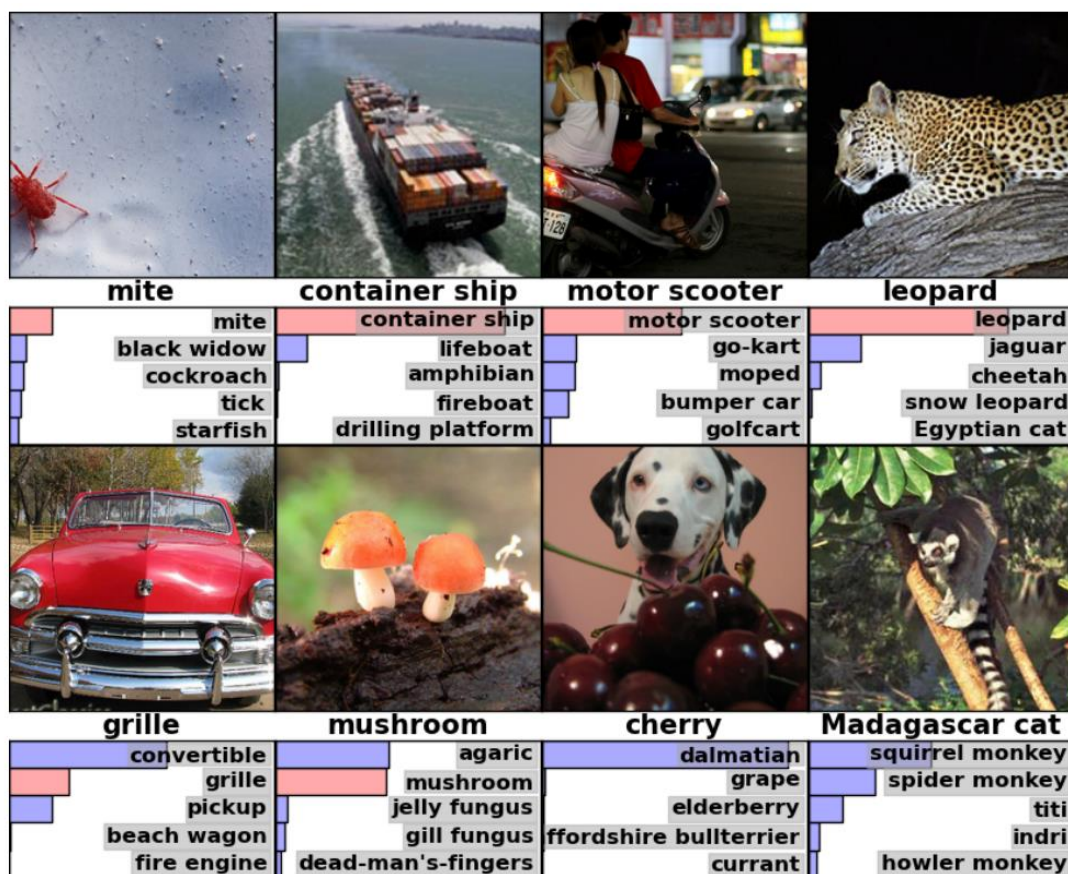 mite
container ship
motor scooter
leopard
mite
black widow
cockroach
tick
starfish
container ship
lifeboat
amphibian
fireboat
drilling platform
motor scooter
go-kart
moped
bumper car
golfcart
leopard
jaguar
cheetah
snow leopard
Egyptian cat
grille
mushroom
cherry
Madagascar cat
convertible
grille
pickup
beach wagon
fire engine
agaric
mushroom
jelly fungus
gill fungus
dead-man's-fingers
dalmatian
grape
elderberry
ffordshire bullterrier
currant
squirrel monkey
spider monkey
titi
indri
howler monkey